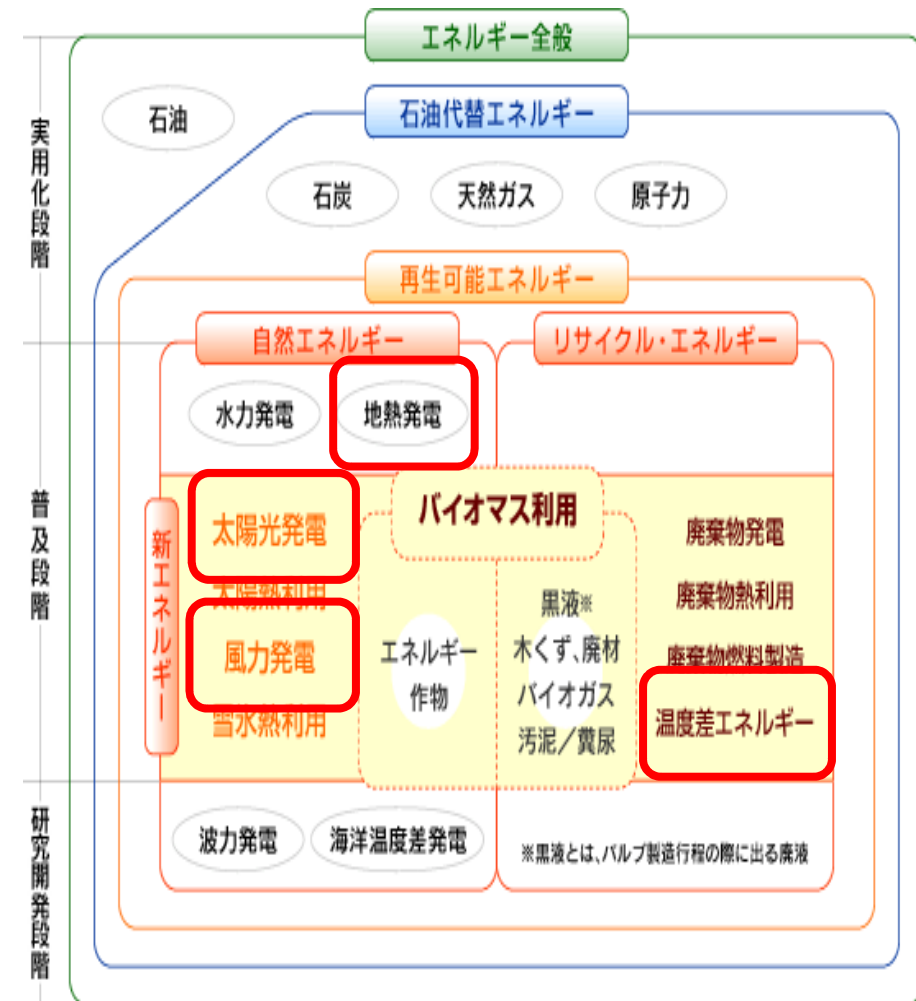 エネルギー全般
石油代替エネルギー
石油
実用化段階
石炭
天然ガス
原子力
再生可能エネルギー
自然エネルギー
リサイクル・エネルギー
水力発電
地熱発電
普及段階
新エネルギー
バイオマス利用
太陽光発電
太陽熱利用
風力発電
雪氷熱利用
エネルギー
作物
黒液※
木くず、廃材
バイオガス
汚泥／糞尿
廃棄物発電
廃棄物熱利用
廃棄物燃料製造
温度差エネルギー
研究開発段階
波力発電
海洋温度差発電
※黒液とは、パルプ製造行程の際に出る廃液